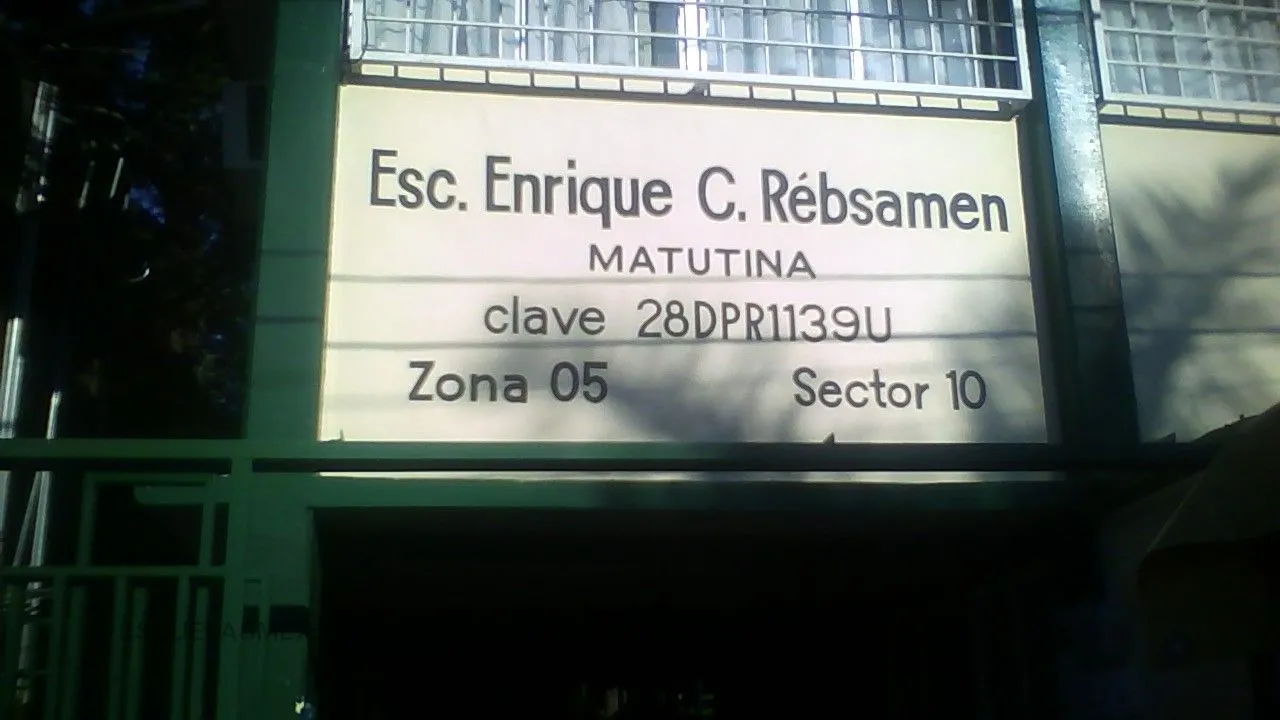 Esc. Enrique C. Rébsamen
MATUTINA
clave 28DPR1139U
Zona 05 Sector 10